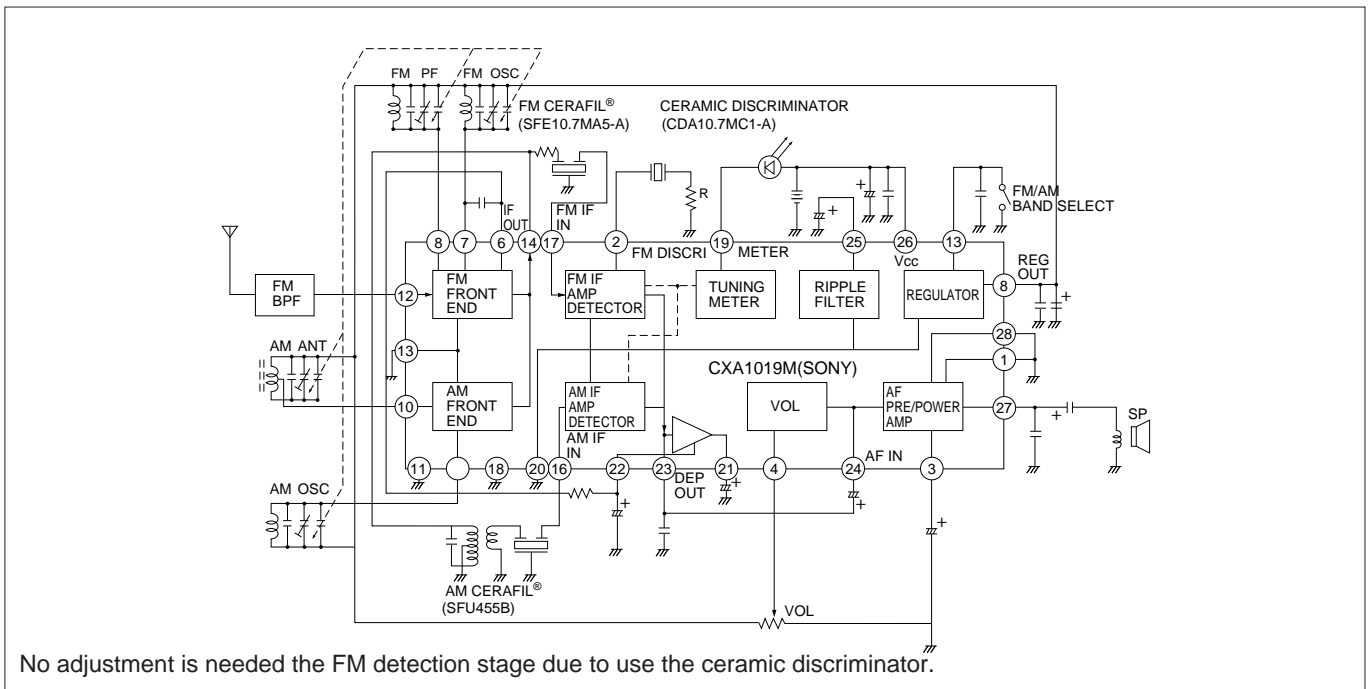 FM PF FM OSC
FM CERAFIL®
(SFE10.7MA5-A)
CERAMIC DISCRIMINATOR
(CDA10.7MC1-A)
R
FM/AM
BAND SELECT
IF
OUT
FM IF
IN
8 7 6 14 17 2 19 25 26 13
FM DISCRI METER Vcc
REG
OUT
FM
BPF
12
FM
FRONT
END
FM IF
AMP
DETECTOR
TUNING
METER
RIPPLE
FILTER
REGULATOR
8
AM ANT
13
28
1
CXA1019M(SONY)
10
AM
FRONT
END
AM IF
AMP
DETECTOR
AM IF
IN
VOL
AF
PRE/POWER
AMP
27
SP
11 18 20 16 22 23 21 4 24 3
DEP
OUT
AF IN
AM OSC
AM CERAFIL®
(SFU455B)
VOL
No adjustment is needed the FM detection stage due to use the ceramic discriminator.